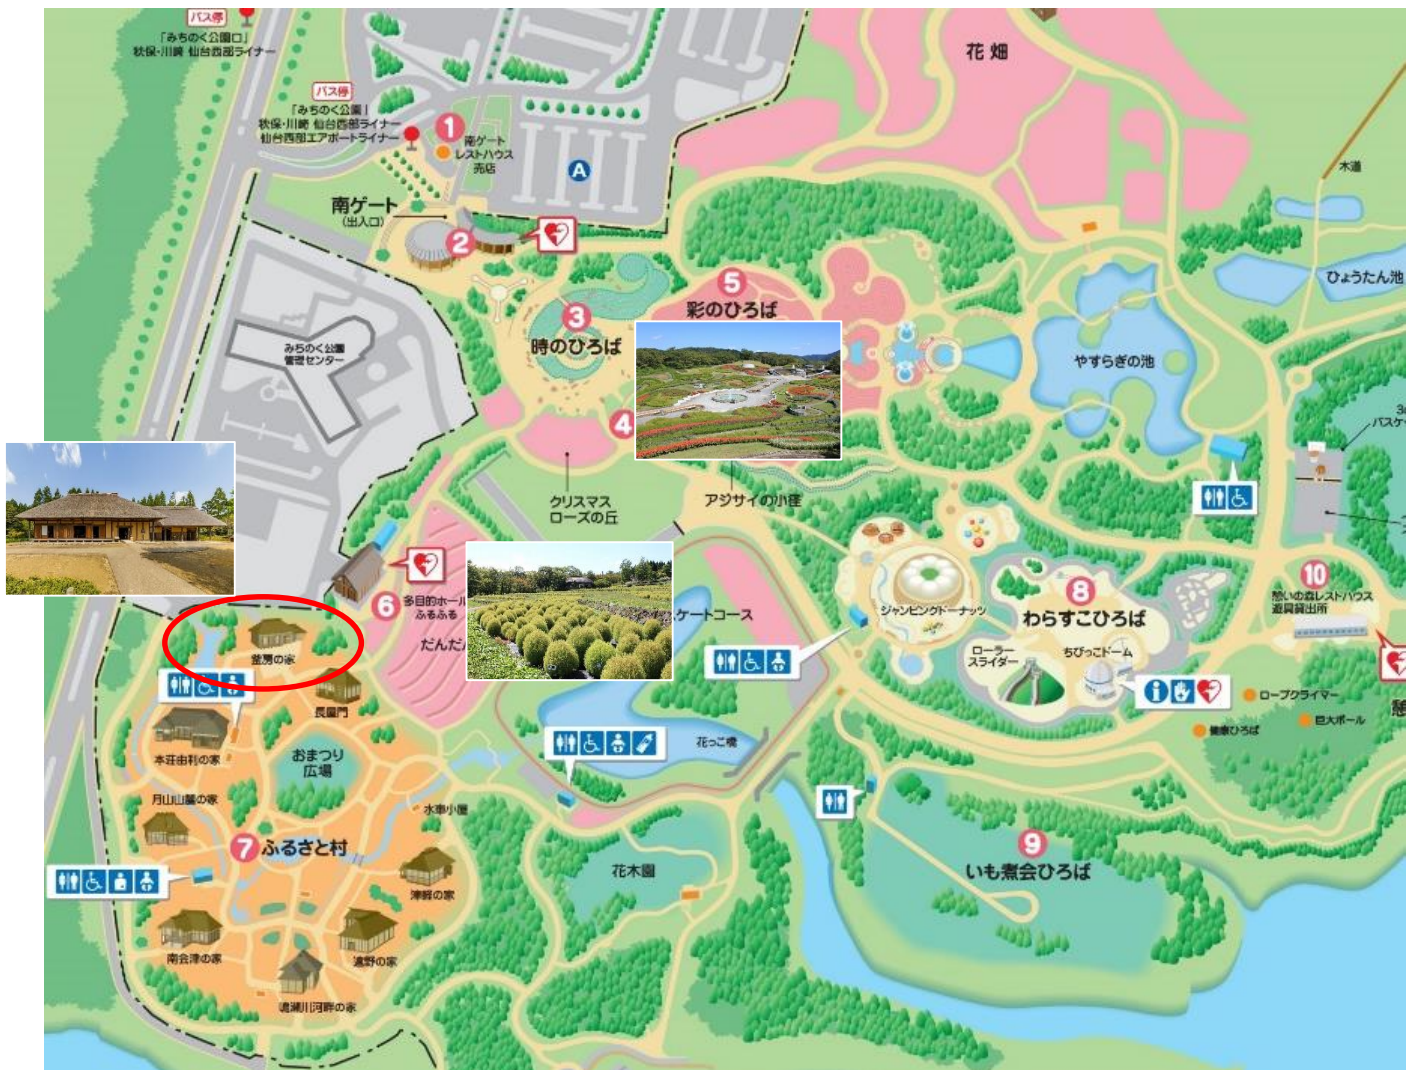 バス停
「みちのく公園口」
秋保・川崎 仙台西部ライナー
バス停
「みちのく公園」
秋保・川崎 仙台西部ライナー
仙台西部エアポートライナー
1
南ゲート
レストハウス
売店
A
花畑
木道
南ゲート
(出入口)
2
ひょうたん池
5
彩のひろば
3
時のひろば
みちのく公園
管理センター
やすらぎの池
4
クリスマス
ローズの丘
アジサイの小径
6
多目的ホール
ふるふる
だんだん
ケートコース
ジャンピングドーナッツ
8
わらすこひろば
10
憩いの森レストハウス
遊具貸出所
ローラー
スライダー
ちびっこドーム
ロープクライマー
巨大ボール
健康ひろば
憩
釜房の家
長屋門
本荘由利の家
おまつり
広場
花っこ橋
月山山麓の家
水車小屋
7
ふるさと村
花木園
9
いも煮会ひろば
津軽の家
南会津の家
遠野の家
鳴瀬川河畔の家